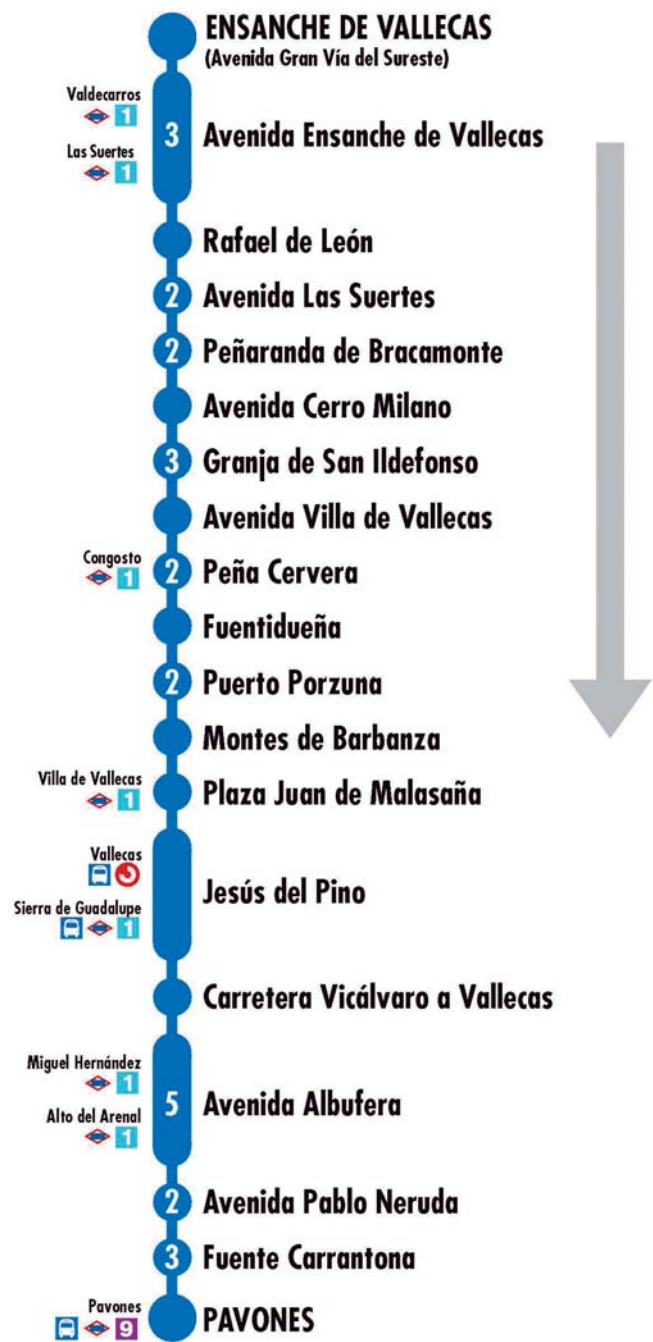 ENSANCHE DE VALLECAS
(Avenida Gran Vía del Sureste)
Valdecarros
1
Las Suertes
1
3 Avenida Ensanche de Vallecas
Rafael de León
2 Avenida Las Suertes
2 Peñaranda de Bracamonte
Avenida Cerro Milano
3 Granja de San Ildefonso
Avenida Villa de Vallecas
Congosto
1
2 Peña Cervera
Fuentidueña
2 Puerto Porzuna
Montes de Barbanza
Villa de Vallecas
1
Plaza Juan de Malasaña
Vallecas
Sierra de Guadalupe
1
Jesús del Pino
Carretera Vicálvaro a Vallecas
Miguel Hernández
1
Alto del Arenal
1
5 Avenida Albufera
2 Avenida Pablo Neruda
3 Fuente Carrantona
Pavones
9
PAVONES